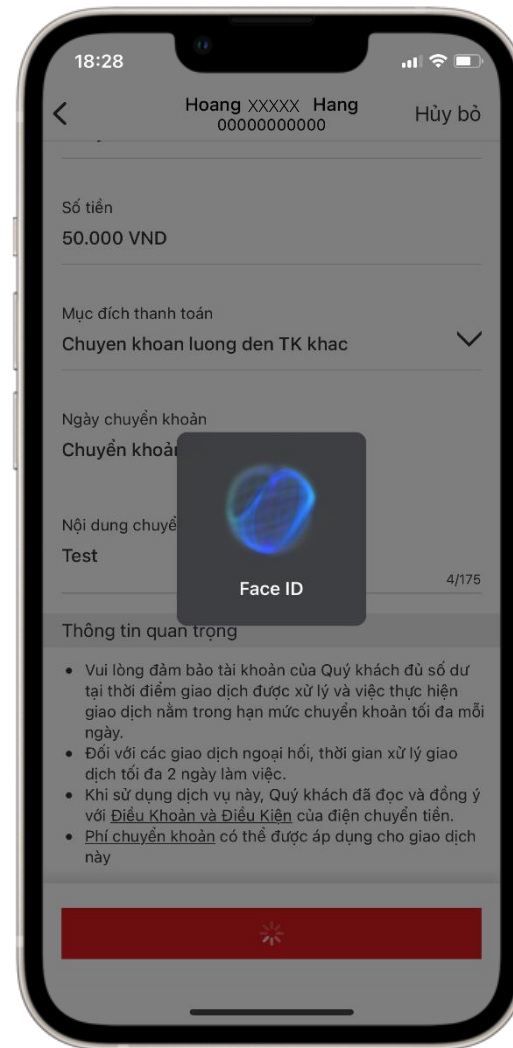 18:28
Hoang XXXXX Hang
00000000000
Hủy bỏ
Số tiền
50.000 VND
Mục đích thanh toán
Chuyen khoan luong den TK khac
Ngày chuyển khoản
Chuyển khoản
Nội dung chuyể
Test
4/175
Face ID
Thông tin quan trọng
• Vui lòng đảm bảo tài khoản của Quý khách đủ số dư
tại thời điểm giao dịch được xử lý và việc thực hiện
giao dịch nằm trong hạn mức chuyển khoản tối đa mỗi
ngày.
• Đối với các giao dịch ngoại hối, thời gian xử lý giao
dịch tối đa 2 ngày làm việc.
• Khi sử dụng dịch vụ này, Quý khách đã đọc và đồng ý
với Điều Khoản và Điều Kiện của điện chuyển tiền.
• Phí chuyển khoản có thể được áp dụng cho giao dịch
này